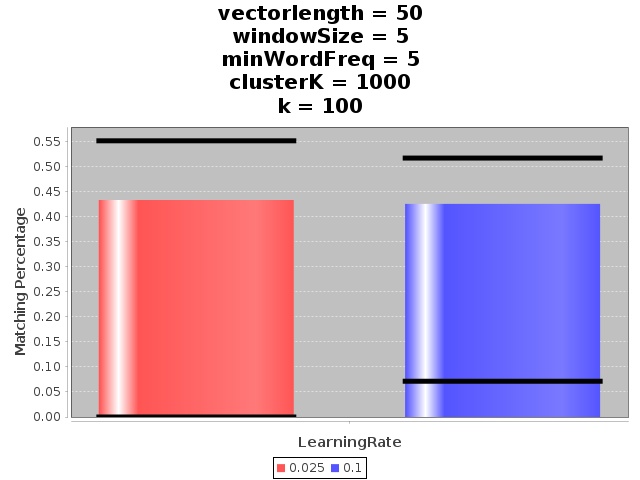 vectorlength = 50
windowSize = 5
minWordFreq = 5
clusterK = 1000
k = 100
0.55
0.50
0.45
0.40
0.35
0.30
0.25
0.20
0.15
0.10
0.05
0.00
Matching Percentage
LearningRate
0.025 0.1